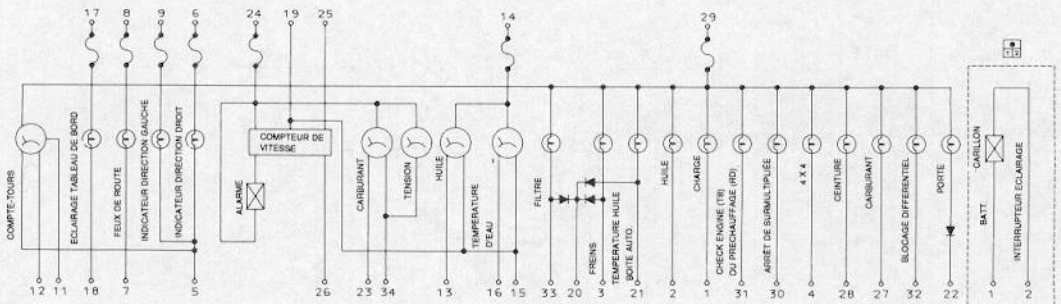 17
8
9
6
24
19
25
14
29
1 2
COMPTE-TOURS
ECLAIRAGE TABLEAU DE BORD
FEUX DE ROUTE
INDICATEUR DIRECTION GAUCHE
INDICATEUR DIRECTION DROIT
ALARME
COMPTEUR DE
VITESSE
CARBURANT
TENSION
HUILE
TEMPERATURE
D'EAU
FILTRE
FREINS
TEMPERATURE HUILE
BOITE AUTO.
HUILE
CHARGE
CHECK ENGINE (TB)
OU PRECHAUFFAGE (RD)
ARRÊT DE SURMULTIPLIÉE
4 X 4
CEINTURE
CARBURANT
BLOCAGE DIFFERENTIEL
PORTE
CARILLON
BATT.
INTERRUPTEUR ECLAIRAGE
12
11
18
7
5
26
23
34
13
16
15
33
20
3
21
2
1
31
30
4
28
27
32
22
1
2